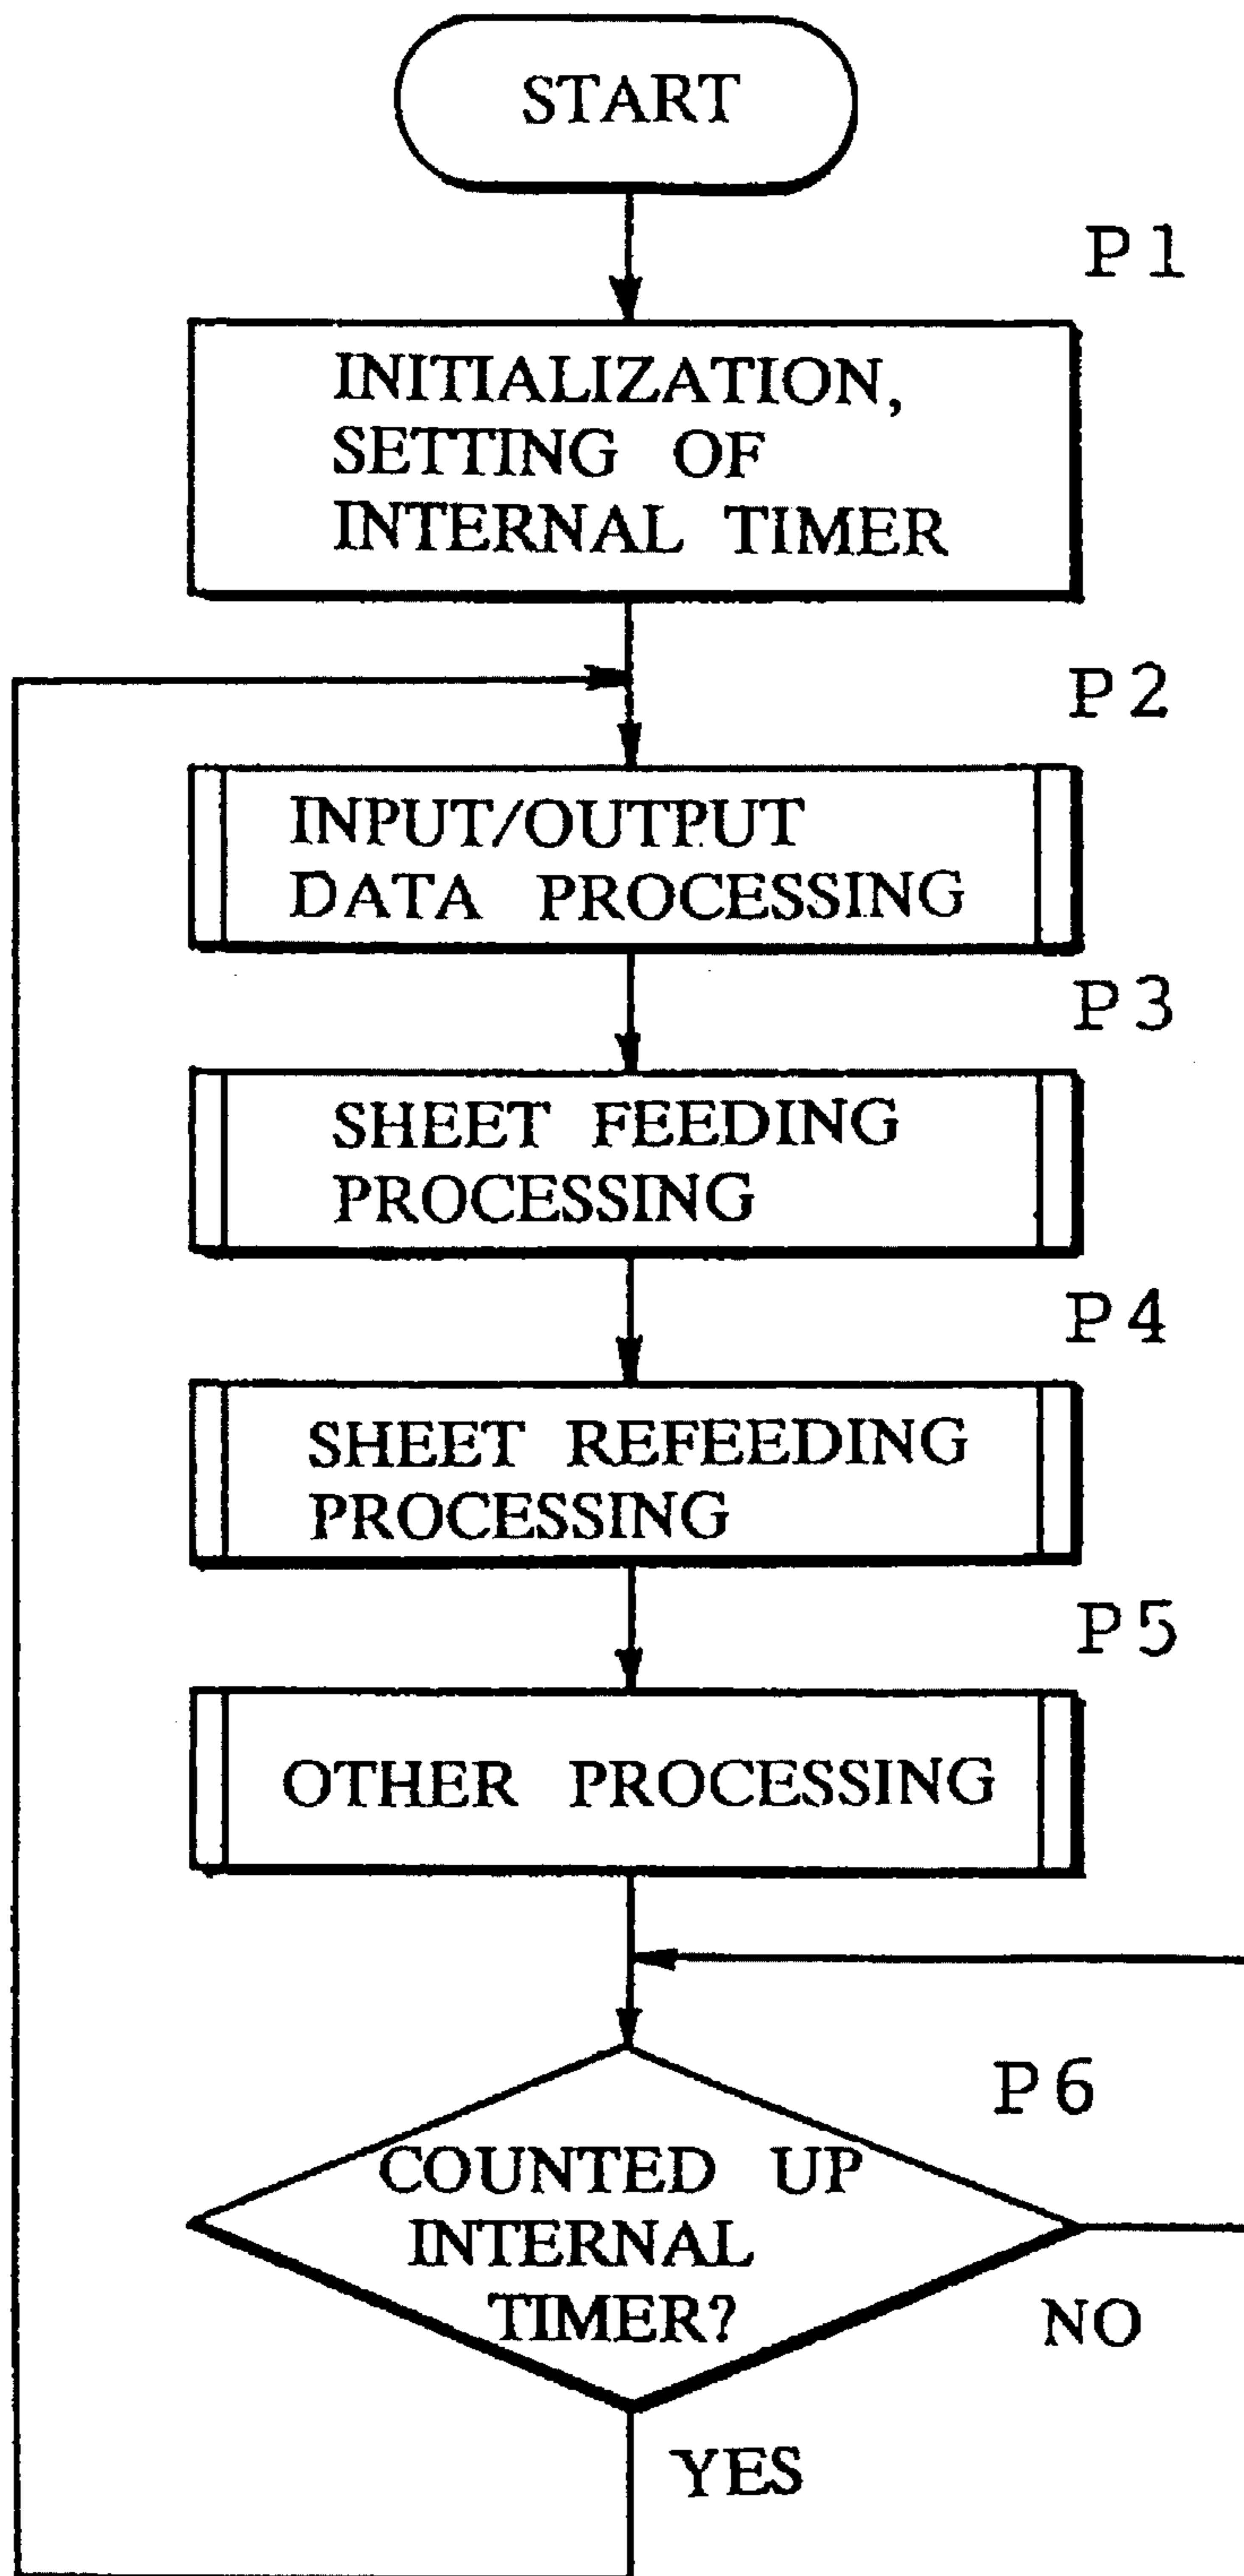 START
P1
INITIALIZATION,
SETTING OF
INTERNAL TIMER
P2
INPUT/OUTPUT
DATA PROCESSING
P3
SHEET FEEDING
PROCESSING
P4
SHEET REFEEDING
PROCESSING
P5
OTHER PROCESSING
P6
COUNTED UP
INTERNAL
TIMER?
NO
YES